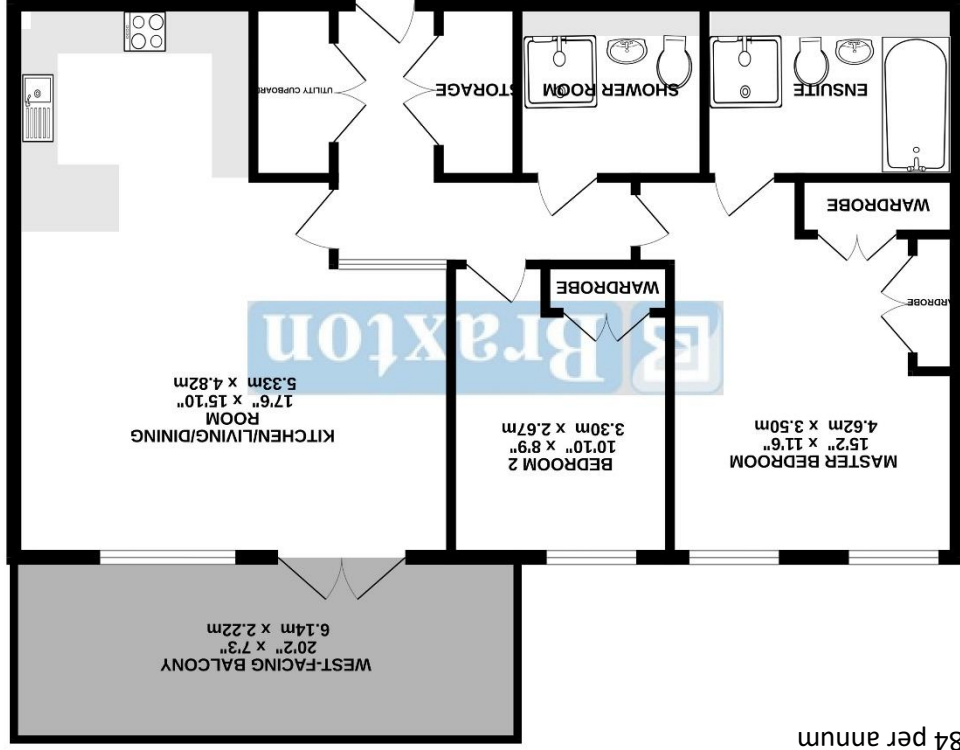 84 per annum
WEST-FACING BALCONY
20'2" x 7'3"
6.14m x 2.22m
MASTER BEDROOM
15'2" x 11'6"
4.62m x 3.50m
BEDROOM 2
10'10" x 8'9"
3.30m x 2.67m
KITCHEN/LIVING/DINING
ROOM
17'6" x 15'10"
5.33m x 4.82m
Braxton
WARDROBE
WARDROBE
WARDROBE
ENSUITE
SHOWER ROOM
STORAGE
UTILITY CUPBOARD